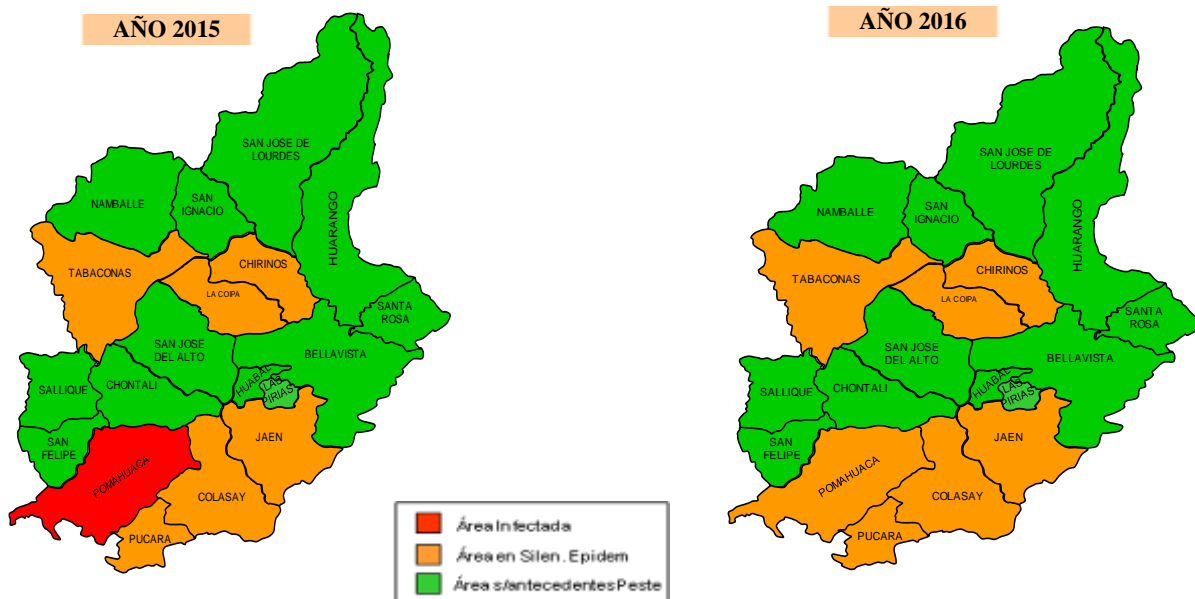 AÑO 2015
SAN JOSE DE
LOURDES
NAMBALLE
SAN
IGNACIO
HUARANGO
TABACONAS
CHIRINOS
LA COIPA
SANTA
ROSA
SAN JOSE
DEL ALTO
BELLAVISTA
SALLIQUE
CHONTALI
HUABAL
LAS
PIRIAS
SAN
FELIPE
JAEN
POMAHUACA
COLASAY
PUCARA
Área Infectada
Área en Silen. Epidem
Área s/antecedentes Peste
AÑO 2016
SAN JOSE DE
LOURDES
NAMBALLE
SAN
IGNACIO
HUARANGO
TABACONAS
CHIRINOS
LA COIPA
SANTA
ROSA
SAN JOSE
DEL ALTO
BELLAVISTA
SALLIQUE
CHONTALI
HUABAL
LAS
PIRIAS
SAN
FELIPE
JAEN
POMAHUACA
COLASAY
PUCARA